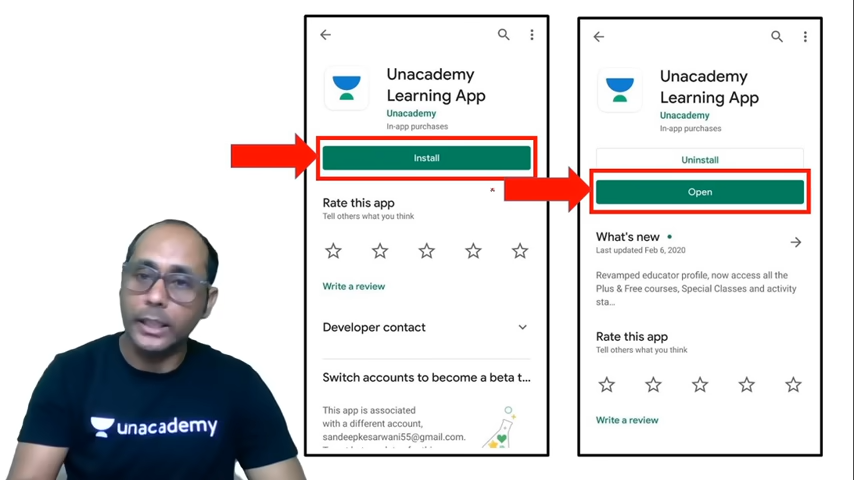 Unacademy
Learning App
Unacademy
In-app purchases
Install
Rate this app
Tell others what you think
Write a review
Developer contact
Switch accounts to become a beta t...
This app is associated
with a different account,
sandeepkesarwani55@gmail.com.
Unacademy
Learning App
Unacademy
In-app purchases
Uninstall
Open
What's new
Last updated Feb 6, 2020
Revamped educator profile, now access all the
Plus & Free courses, Special Classes and activity
sta...
Rate this app
Tell others what you think
Write a review
unacademy